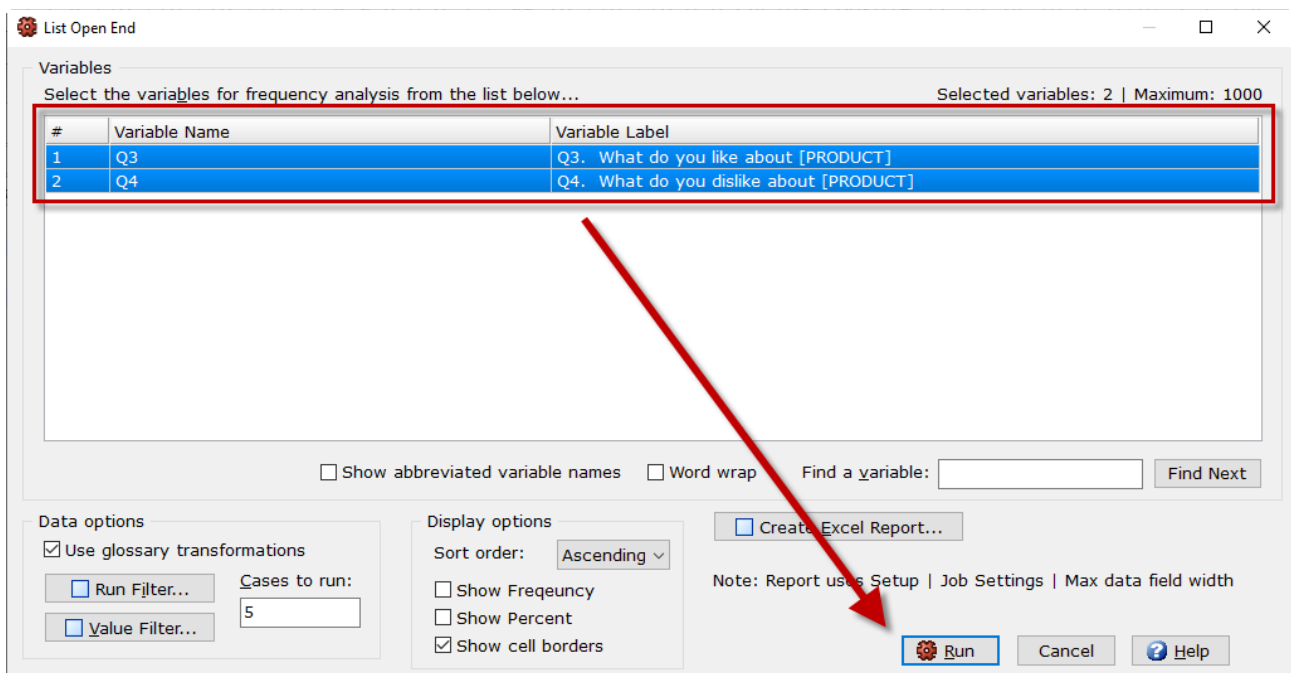 List Open End
Variables
Select the variables for frequency analysis from the list below... Selected variables: 2 | Maximum: 1000
# Variable Name Variable Label
1 Q3 Q3. What do you like about [PRODUCT]
2 Q4 Q4. What do you dislike about [PRODUCT]
Show abbreviated variable names Word wrap Find a variable: Find Next
Data options
Use glossary transformations
Run Filter... Cases to run:
5
Value Filter...
Display options
Sort order: Ascending
Show Freqeuncy
Show Percent
Show cell borders
Create Excel Report...
Note: Report uses Setup | Job Settings | Max data field width
Run Cancel Help